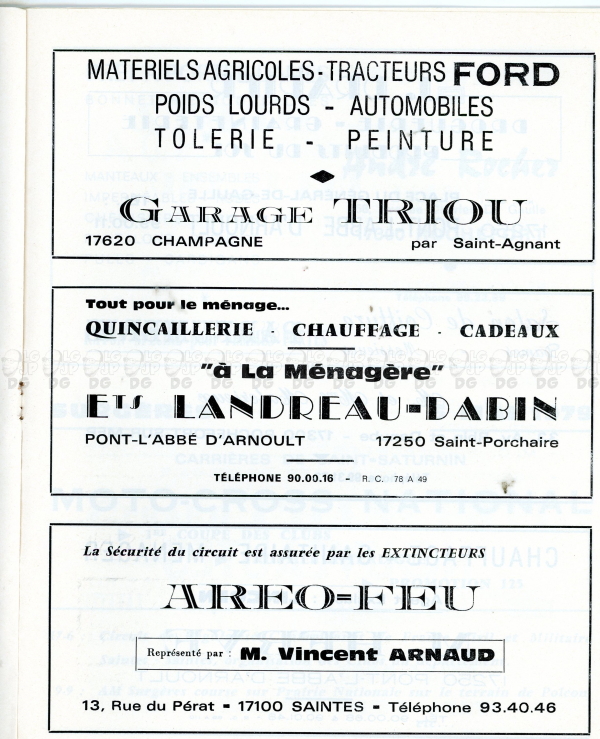 MATERIELS AGRICOLES - TRACTEURS FORD
POIDS LOURDS - AUTOMOBILES
TOLERIE - PEINTURE
GARAGE TRIOU
17620 CHAMPAGNE par Saint-Agnant
Tout pour le ménage...
QUINCAILLERIE - CHAUFFAGE - CADEAUX
"à La Ménagère"
Ets LANDREAU=DABIN
PONT-L'ABBÉ D'ARNOULT 17250 Saint-Porchaire
TÉLÉPHONE 90.00.16 - R. C. 78 A 49
La Sécurité du circuit est assurée par les EXTINCTEURS
AREO=FEU
Représenté par : M. Vincent ARNAUD
13, Rue du Pérat - 17100 SAINTES - Téléphone 93.40.46